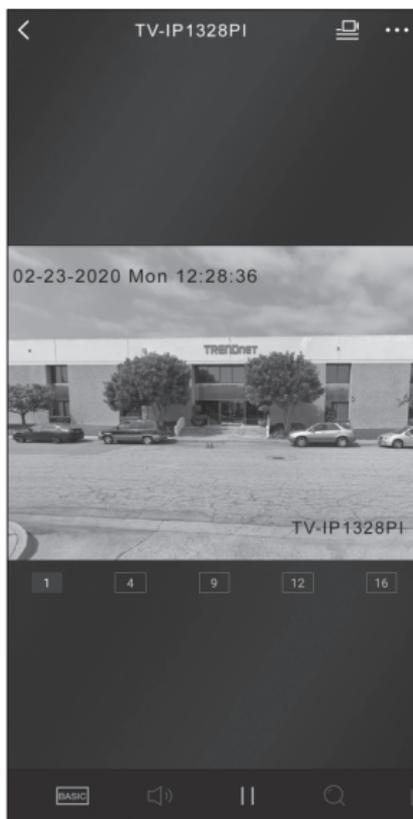 TV-IP1328PI
02-23-2020 Mon 12:28:36
TRENDNET
TV-IP1328PI
1 4 9 12 16
BASIC